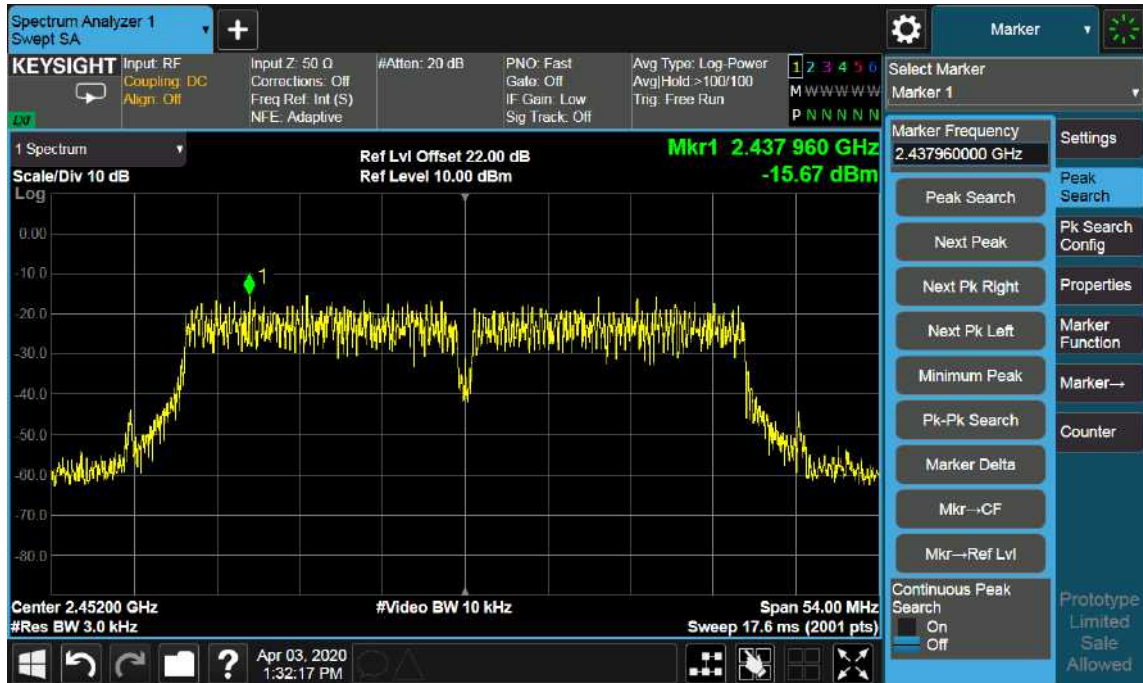 Spectrum Analyzer 1
Swept SA
Marker
KEYSIGHT
Input: RF
Coupling: DC
Align: Off
Input Z: 50 Ω
Corrections: Off
Freq Ref: Int (S)
NFE: Adaptive
#Atten: 20 dB
PNO: Fast
Gate: Off
IF Gain: Low
Sig Track: Off
Avg Type: Log-Power
Avg|Hold:>100/100
Trig: Free Run
1 2 3 4 5 6
M W W W W W
P N N N N N
LXI
Select Marker
Marker 1
1 Spectrum
Scale/Div 10 dB
Ref Lvl Offset 22.00 dB
Ref Level 10.00 dBm
Mkr1 2.437 960 GHz
-15.67 dBm
Log
0.00
-10.0
-20.0
-30.0
-40.0
-50.0
-60.0
-70.0
-80.0
1
Center 2.45200 GHz
#Res BW 3.0 kHz
#Video BW 10 kHz
Span 54.00 MHz
Sweep 17.6 ms (2001 pts)
Marker Frequency
2.437960000 GHz
Peak Search
Next Peak
Next Pk Right
Next Pk Left
Minimum Peak
Pk-Pk Search
Marker Delta
Mkr→CF
Mkr→Ref Lvl
Continuous Peak
Search
On
Off
Settings
Peak
Search
Pk Search
Config
Properties
Marker
Function
Marker→
Counter
Prototype
Limited
Sale
Allowed
?
Apr 03, 2020
1:32:17 PM